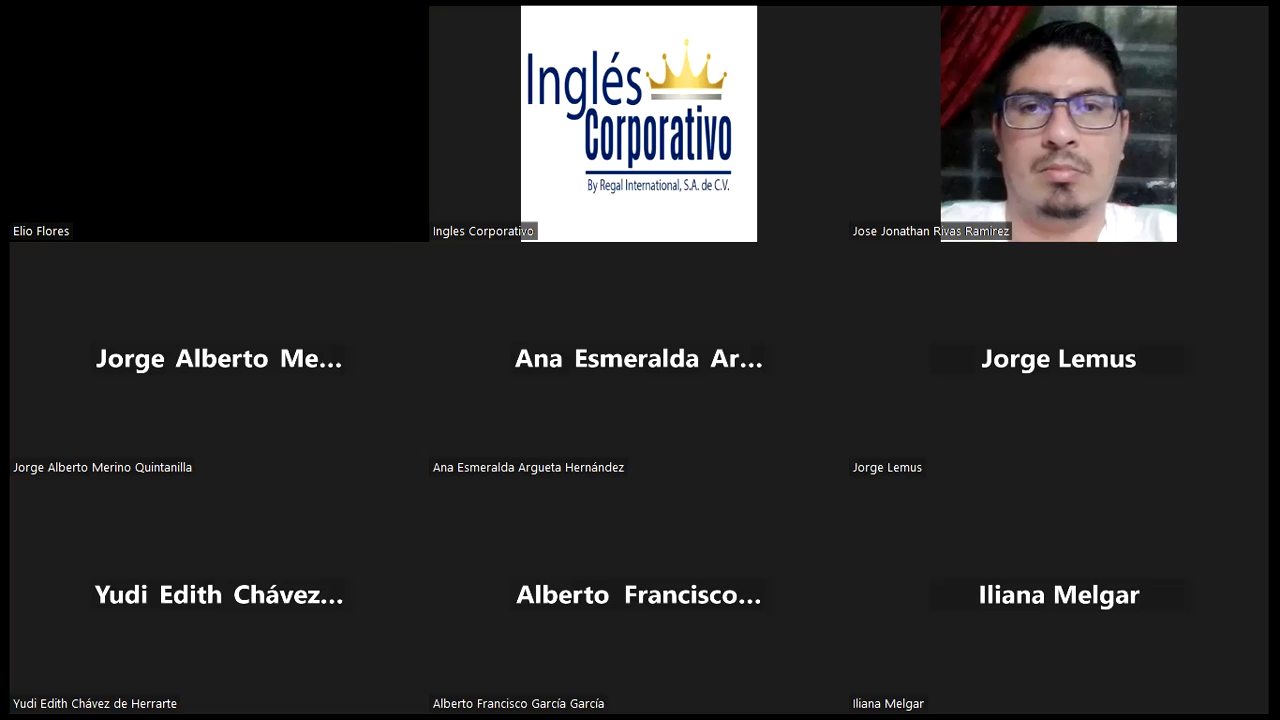 Inglés
Corporativo
By Regal International, S.A. de C.V.
Elio Flores
Ingles Corporativo
Jose Jonathan Rivas Ramirez
Jorge Alberto Me...
Ana Esmeralda Ar...
Jorge Lemus
Jorge Alberto Merino Quintanilla
Ana Esmeralda Argueta Hernández
Jorge Lemus
Yudi Edith Chávez...
Alberto Francisco...
Iliana Melgar
Yudi Edith Chávez de Herrarte
Alberto Francisco García García
Iliana Melgar